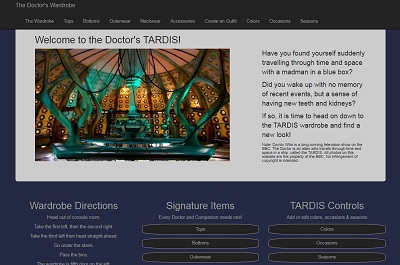 The Doctor's Wardrobe
The Wardrobe Tops Bottoms Outerwear Neckwear Accessories Create an Outfit Colors Occasions Seasons
Welcome to the Doctor's TARDIS!
Have you found yourself suddenly
travelling through time and space
with a madman in a blue box?
Did you wake up with no memory
of recent events, but a sense of
having new teeth and kidneys?
If so, it is time to head on down to
the TARDIS wardrobe and find a
new look!
Note: Doctor Who is a long running television show on the
BBC. The Doctor is an alien who travels through time and
space in a ship, called the TARDIS. All photos on this
website are the property of the BBC. No infringement of
copyright is intended.
Wardrobe Directions
Head out of console room.
Take the first left, then the second right.
Take the third left then head straight ahead.
Go under the stairs.
Pass the bins.
The wardrobe is fifth door on the left.
Signature Items
Every Doctor and Companion needs one!
Tops
Bottoms
Outerwear
TARDIS Controls
Add or edit colors, occasions & seasons
Colors
Occasions
Seasons